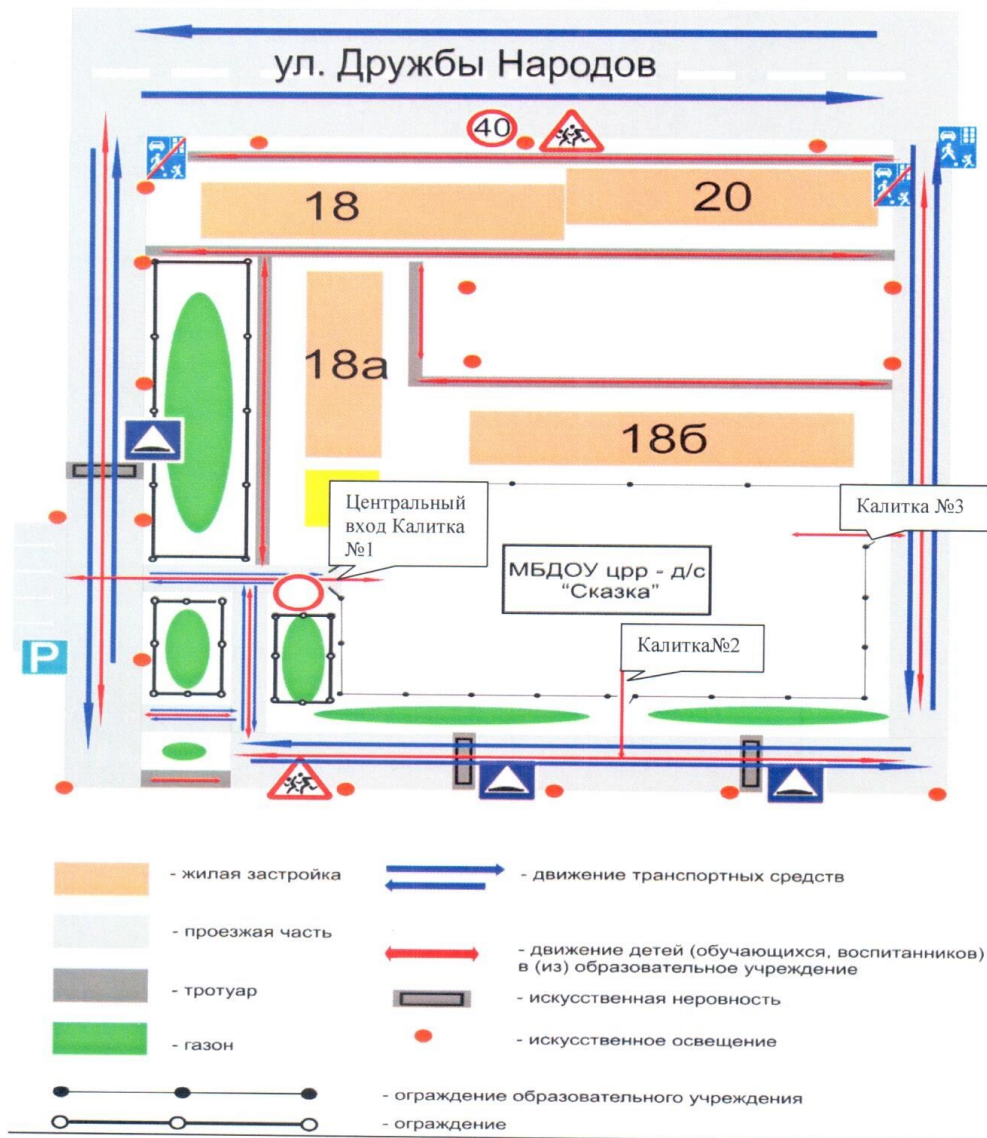 ул. Дружбы Народов
40
18
20
18а
18б
Центральный
вход Калитка
№1
Калитка №3
МБДОУ црр - д/с
"Сказка"
Калитка№2
P
- жилая застройка
- движение транспортных средств
- проезжая часть
- движение детей (обучающихся, воспитанников)
в (из) образовательное учреждение
- тротуар
- искусственная неровность
- газон
- искусственное освещение
- ограждение образовательного учреждения
- ограждение